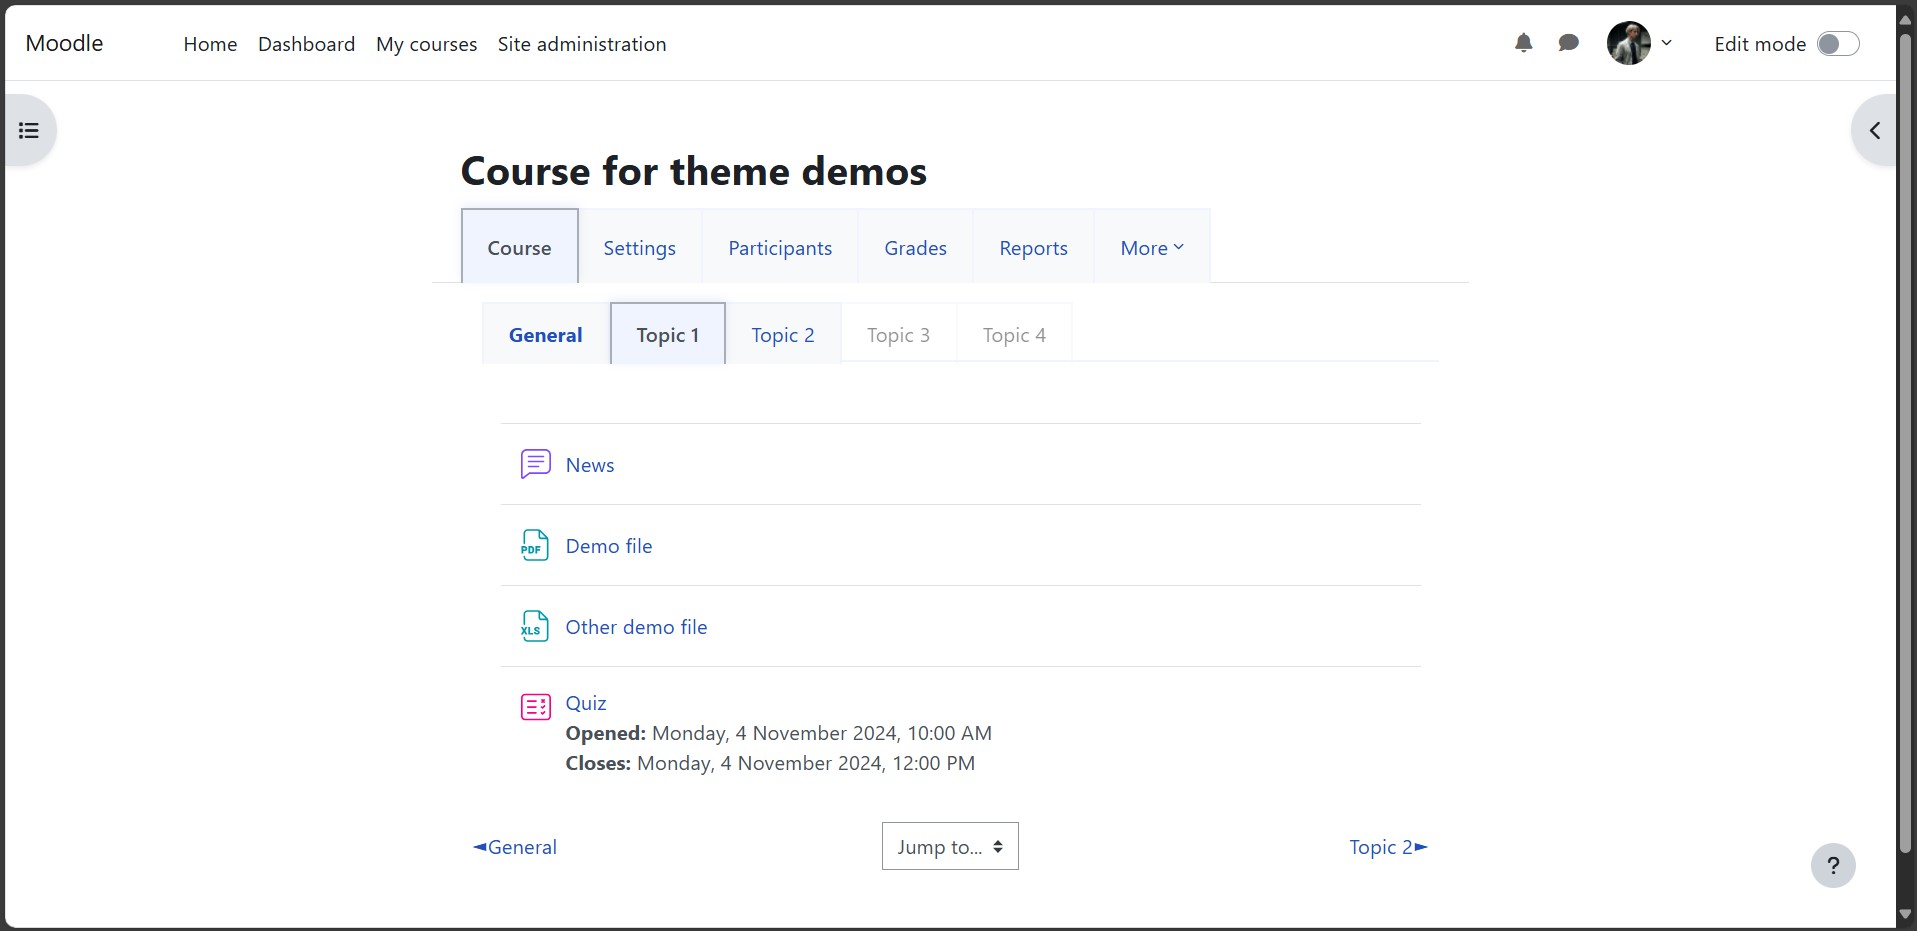 Moodle Home Dashboard My courses Site administration Edit mode
Course for theme demos
Course Settings Participants Grades Reports More
General Topic 1 Topic 2 Topic 3 Topic 4
News
PDF Demo file
XLS Other demo file
Quiz
Opened: Monday, 4 November 2024, 10:00 AM
Closes: Monday, 4 November 2024, 12:00 PM
◄General Jump to... Topic 2►
?